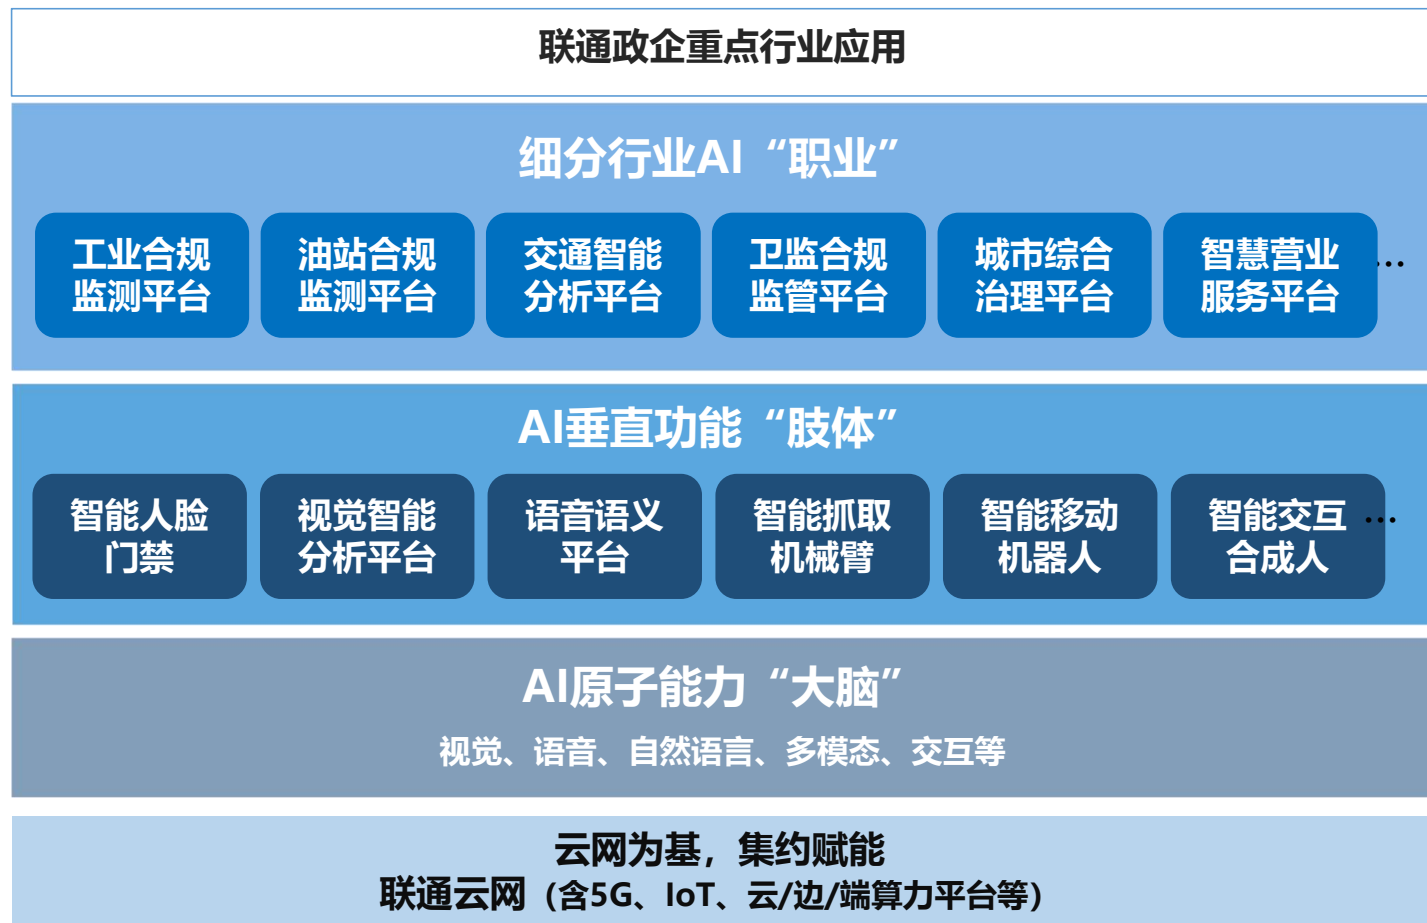 联通政企重点行业应用
细分行业AI“职业”
工业合规
监测平台
油站合规
监测平台
交通智能
分析平台
卫监合规
监管平台
城市综合
治理平台
智慧营业
服务平台
...
AI垂直功能“肢体”
智能人脸
门禁
视觉智能
分析平台
语音语义
平台
智能抓取
机械臂
智能移动
机器人
智能交互
合成人
...
AI原子能力“大脑”
视觉、语音、自然语言、多模态、交互等
云网为基，集约赋能
联通云网（含5G、IoT、云/边/端算力平台等）